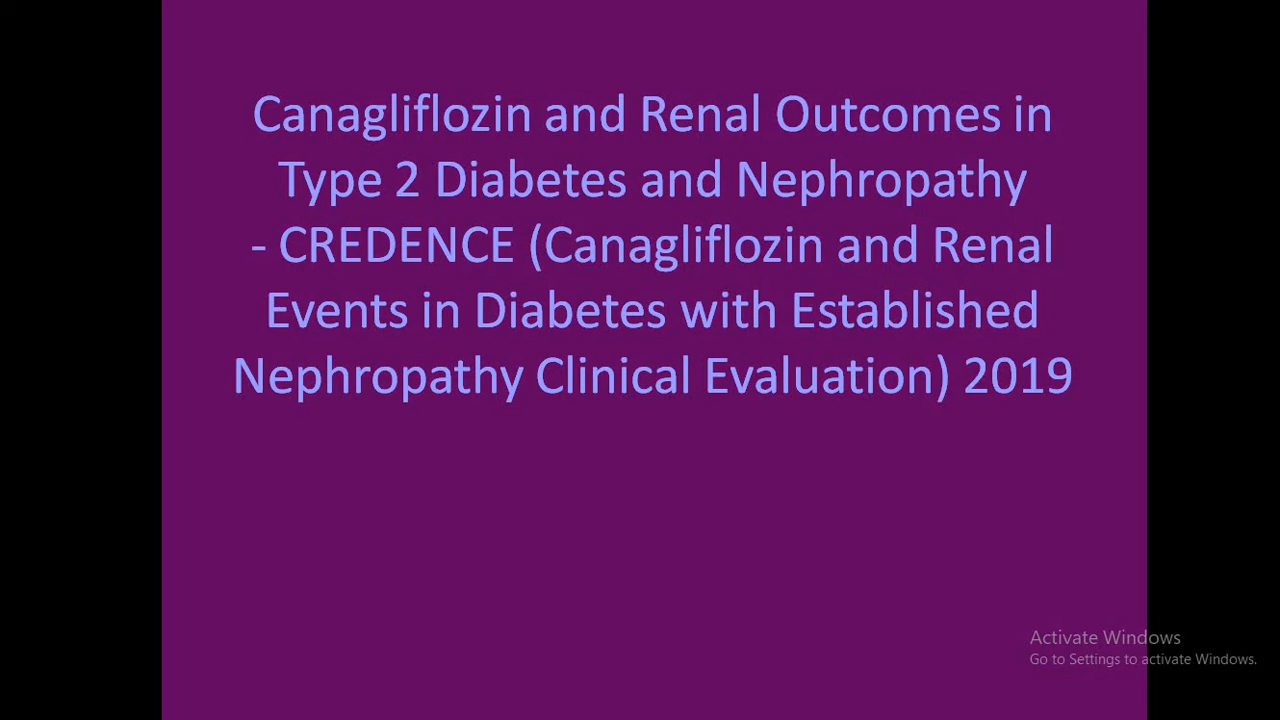 Canagliflozin and Renal Outcomes in
Type 2 Diabetes and Nephropathy
- CREDENCE (Canagliflozin and Renal
Events in Diabetes with Established
Nephropathy Clinical Evaluation) 2019
Activate Windows
Go to Settings to activate Windows.